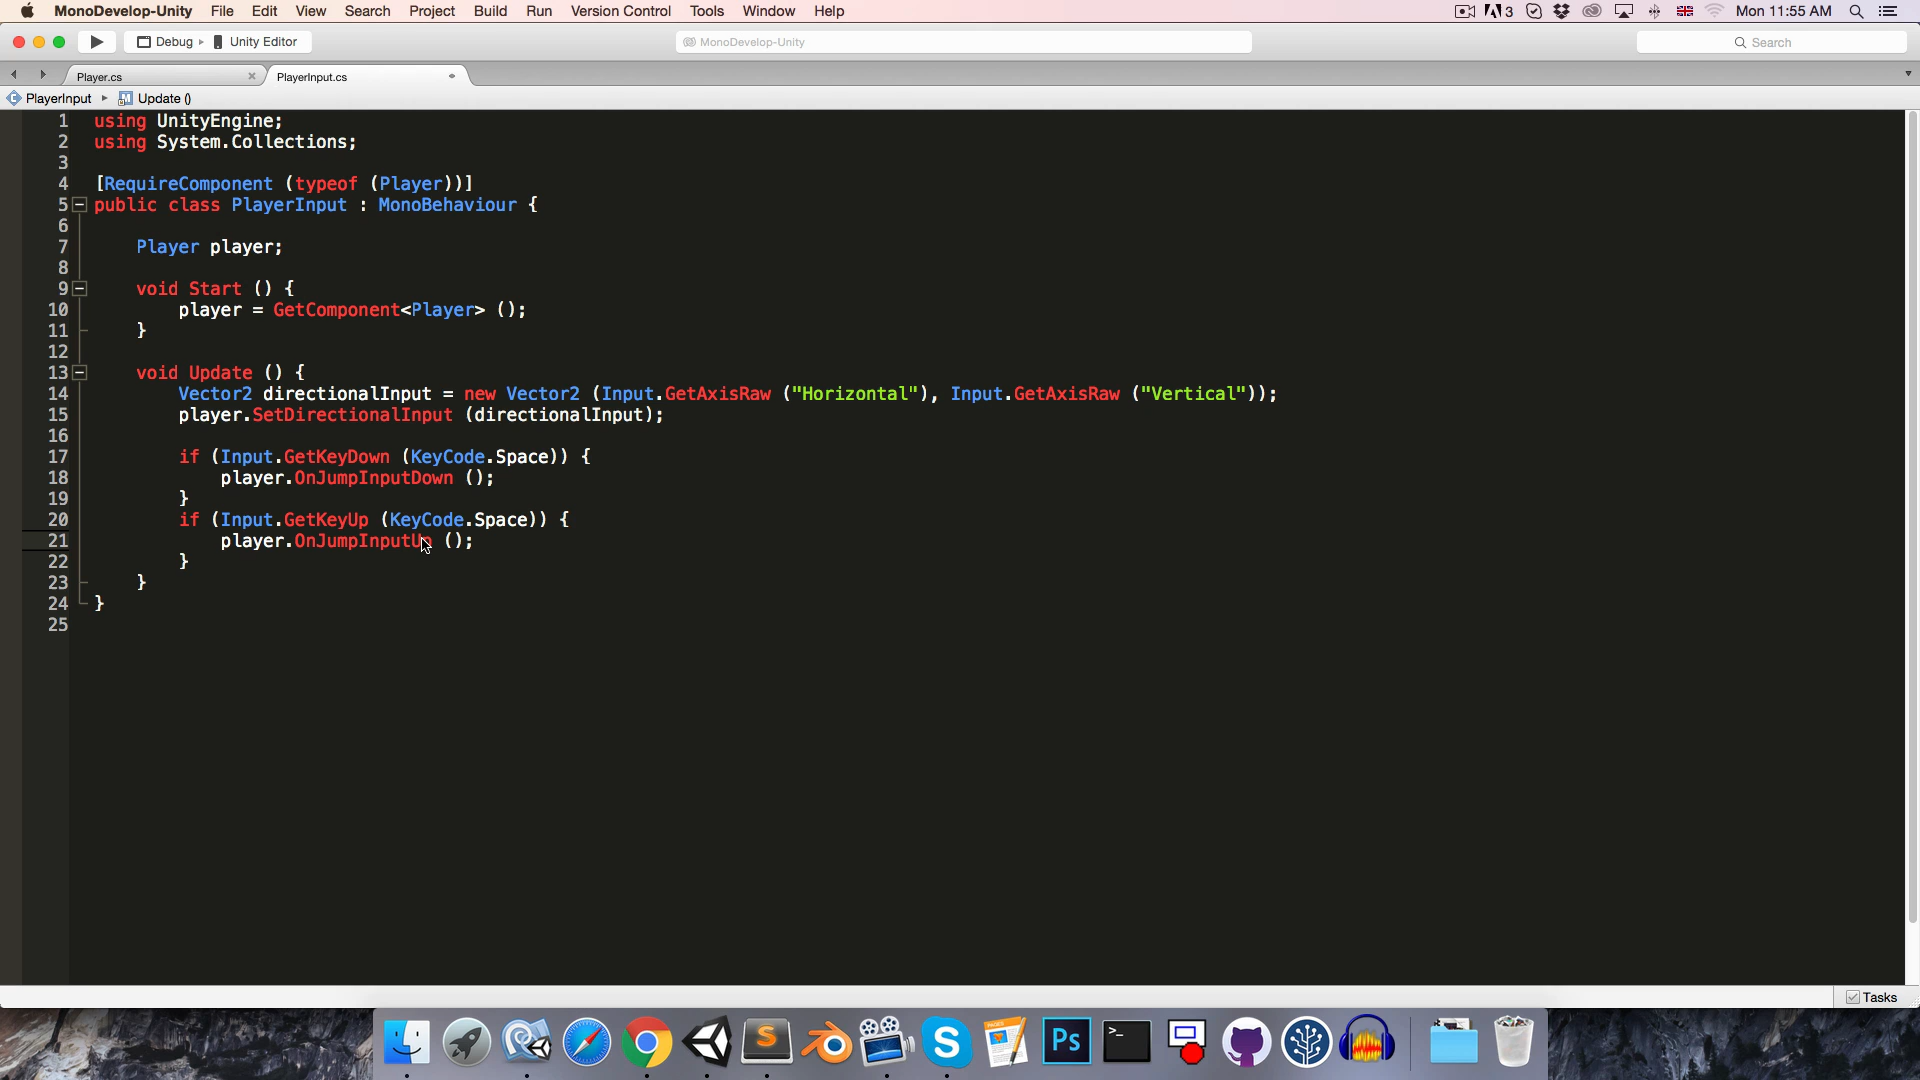 MonoDevelop-Unity File Edit View Search Project Build Run Version Control Tools Window Help 3 Mon 11:55 AM
Debug Unity Editor MonoDevelop-Unity Search
Player.cs PlayerInput.cs
PlayerInput Update ()
1 using UnityEngine;
2 using System.Collections;
3
4 [RequireComponent (typeof (Player))]
5 public class PlayerInput : MonoBehaviour {
6
7 Player player;
8
9 void Start () {
10 player = GetComponent<Player> ();
11 }
12
13 void Update () {
14 Vector2 directionalInput = new Vector2 (Input.GetAxisRaw ("Horizontal"), Input.GetAxisRaw ("Vertical"));
15 player.SetDirectionalInput (directionalInput);
16
17 if (Input.GetKeyDown (KeyCode.Space)) {
18 player.OnJumpInputDown ();
19 }
20 if (Input.GetKeyUp (KeyCode.Space)) {
21 player.OnJumpInputUp ();
22 }
23 }
24 }
25
Tasks
S S PAGES Ps >_